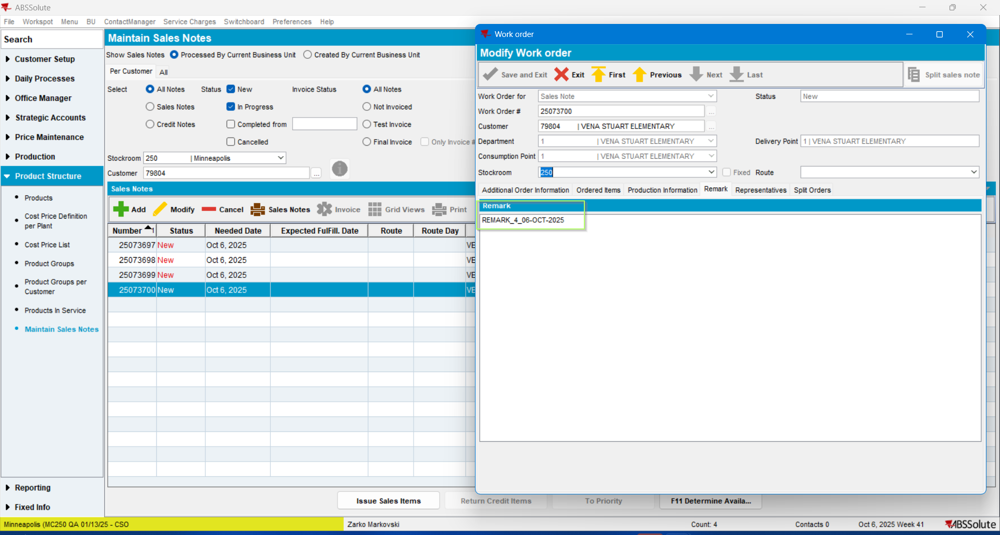 ABSSolute
File Workspot Menu BU ContactManager Service Charges Switchboard Preferences Help
Search
Customer Setup
Daily Processes
Office Manager
Strategic Accounts
Price Maintenance
Production
Product Structure
Products
Cost Price Definition
per Plant
Cost Price List
Product Groups
Product Groups per
Customer
Products In Service
Maintain Sales Notes
Reporting
Fixed Info
Maintain Sales Notes
Show Sales Notes Processed By Current Business Unit Created By Current Business Unit
Per Customer All
Select All Notes Status New Invoice Status All Notes
Sales Notes In Progress Not Invoiced
Credit Notes Completed from Test Invoice
Cancelled Final Invoice Only Invoice #
Stockroom 250 | Minneapolis
Customer 79804 ...
Sales Notes
Add Modify Cancel Sales Notes Invoice Grid Views Print
Number 1 Status Needed Date Expected FulFill. Date Route Route Day
25073697 New Oct 6, 2025 VE
25073698 New Oct 6, 2025 VE
25073699 New Oct 6, 2025 VE
25073700 New Oct 6, 2025 VE
Issue Sales Items Return Credit Items To Priority F11 Determine Availa...
Work order
Modify Work order
Save and Exit Exit First Previous Next Last Split sales note
Work Order for Sales Note Status New
Work Order # 25073700 ...
Customer 79804 | VENA STUART ELEMENTARY ...
Department 1 | VENA STUART ELEMENTARY Delivery Point 1 | VENA STUART ELEMENTARY
Consumption Point 1 | VENA STUART ELEMENTARY
Stockroom 250 Fixed Route
Additional Order Information Ordered Items Production Information Remark Representatives Split Orders
Remark
REMARK_4_06-OCT-2025
Minneapolis (MC250 QA 01/13/25 - CSO Zarko Markovski Count: 4 Contacts 0 Oct 6, 2025 Week 41 ABSSolute